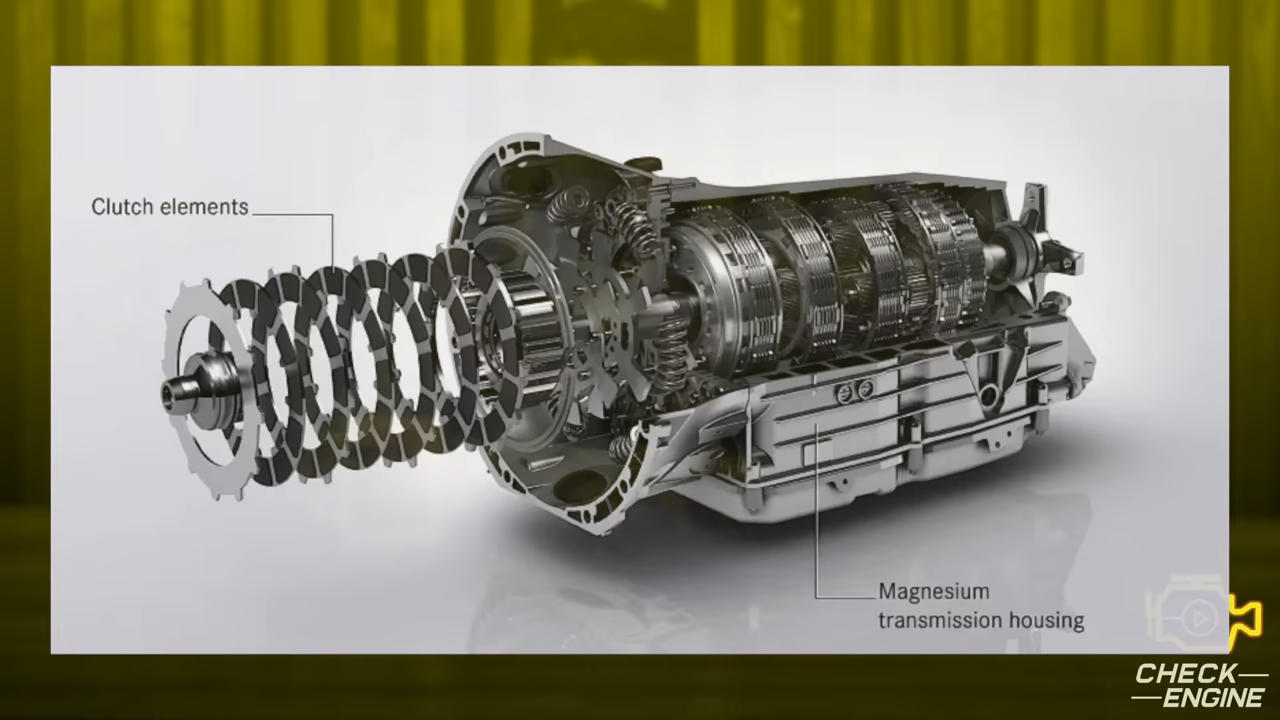 Clutch elements
Magnesium
transmission housing
CHECK
ENGINE